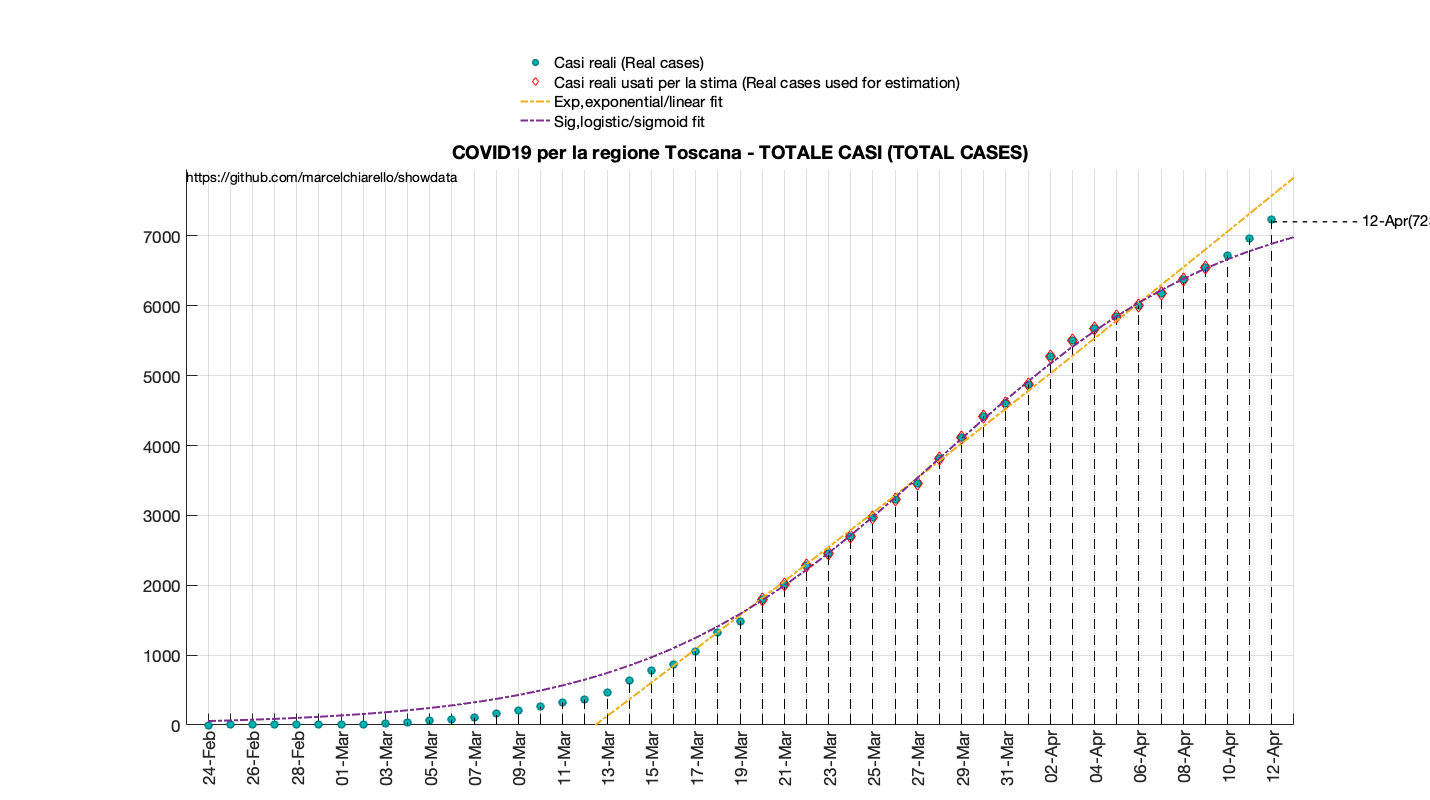 Casi reali (Real cases)
Casi reali usati per la stima (Real cases used for estimation)
Exp,exponential/linear fit
Sig,logistic/sigmoid fit
COVID19 per la regione Toscana - TOTALE CASI (TOTAL CASES)
https://github.com/marcelchiarello/showdata
7000
6000
5000
4000
3000
2000
1000
0
12-Apr(72
24-Feb
26-Feb
28-Feb
01-Mar
03-Mar
05-Mar
07-Mar
09-Mar
11-Mar
13-Mar
15-Mar
17-Mar
19-Mar
21-Mar
23-Mar
25-Mar
27-Mar
29-Mar
31-Mar
02-Apr
04-Apr
06-Apr
08-Apr
10-Apr
12-Apr